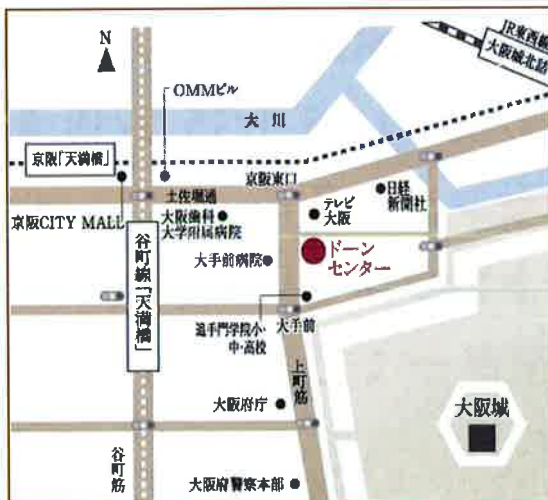 N
OMMビル
JR東西線
大阪城北詰
大川
京阪「天満橋」
京阪東口
土佐堀通
京阪CITY MALL
大阪歯科
大学附属病院
テレビ
大阪
日経
新聞社
谷町線「天満橋」
大手前病院
ドーン
センター
追手門学院小・
中・高校
大手前
上町筋
大阪府庁
大阪城
谷町筋
大阪府警察本部